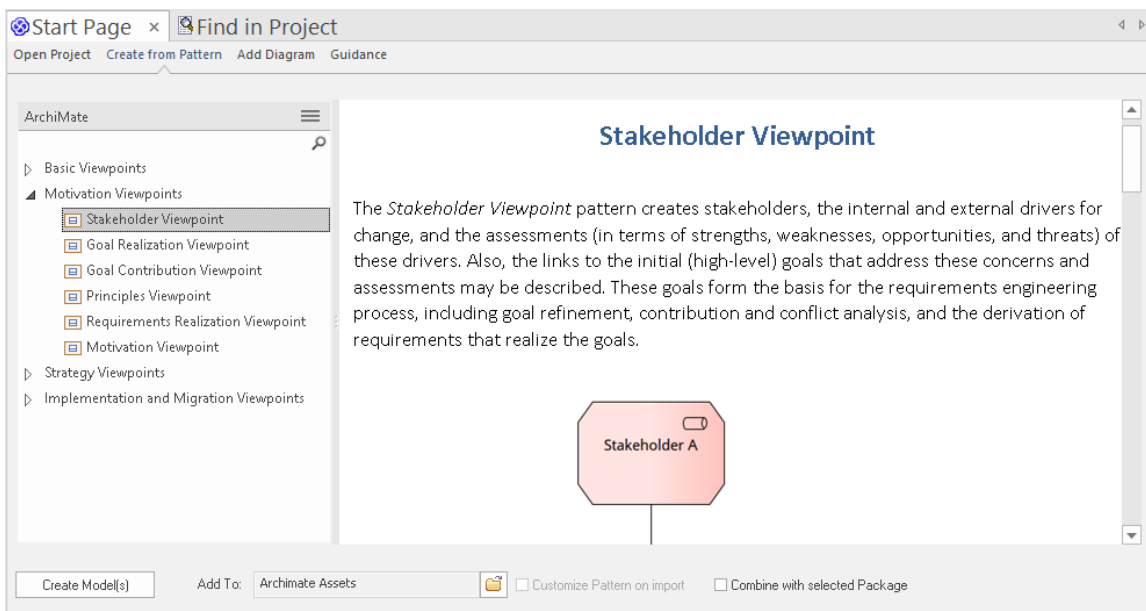 Start Page × Find in Project
Open Project Create from Pattern Add Diagram Guidance
ArchiMate
Basic Viewpoints
Motivation Viewpoints
Stakeholder Viewpoint
Goal Realization Viewpoint
Goal Contribution Viewpoint
Principles Viewpoint
Requirements Realization Viewpoint
Motivation Viewpoint
Strategy Viewpoints
Implementation and Migration Viewpoints
Stakeholder Viewpoint
The Stakeholder Viewpoint pattern creates stakeholders, the internal and external drivers for
change, and the assessments (in terms of strengths, weaknesses, opportunities, and threats) of
these drivers. Also, the links to the initial (high-level) goals that address these concerns and
assessments may be described. These goals form the basis for the requirements engineering
process, including goal refinement, contribution and conflict analysis, and the derivation of
requirements that realize the goals.
Stakeholder A
Create Model(s) Add To: Archimate Assets Customize Pattern on import Combine with selected Package